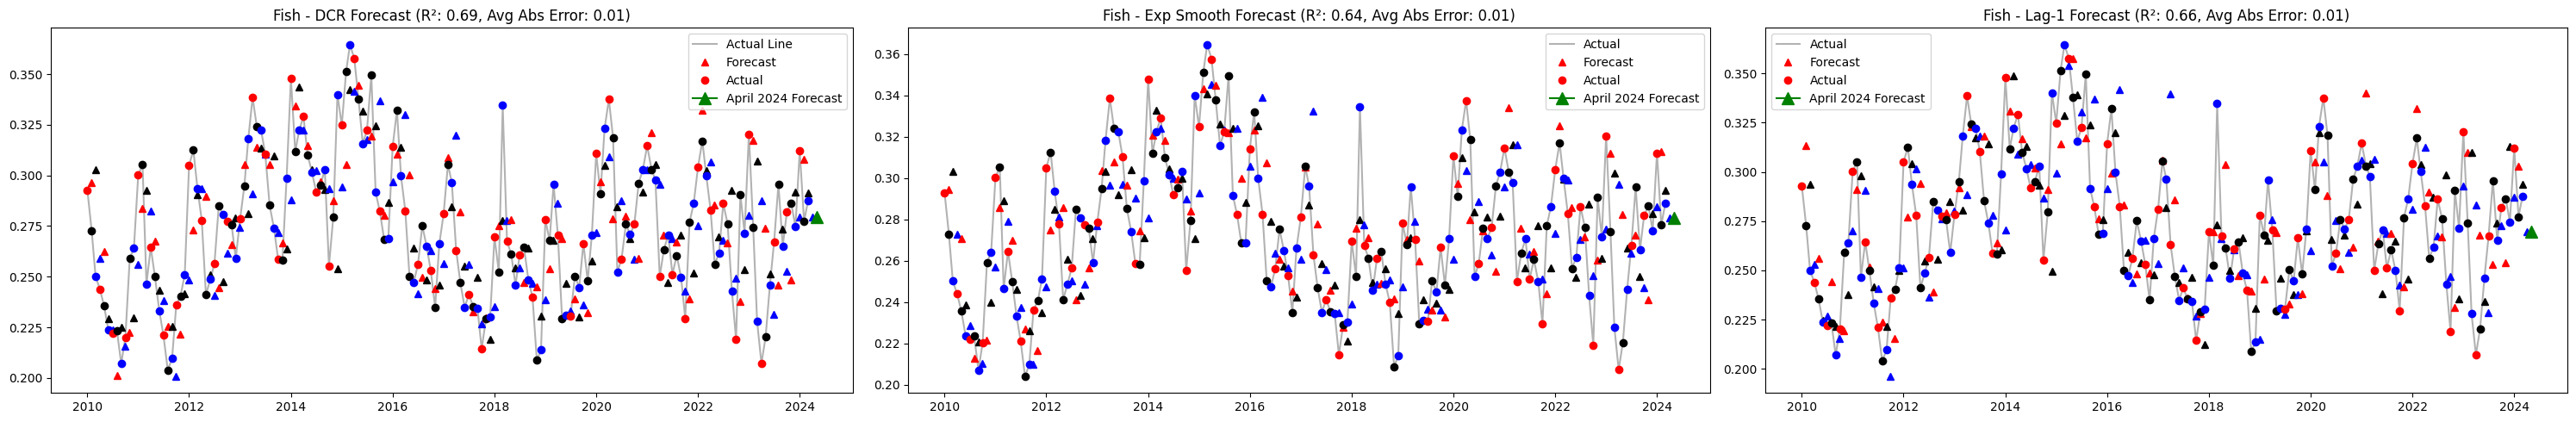 Fish - DCR Forecast (R²: 0.69, Avg Abs Error: 0.01)
Actual Line
Forecast
Actual
April 2024 Forecast
0.350
0.325
0.300
0.275
0.250
0.225
0.200
2010 2012 2014 2016 2018 2020 2022 2024
Fish - Exp Smooth Forecast (R²: 0.64, Avg Abs Error: 0.01)
Actual
Forecast
Actual
April 2024 Forecast
0.36
0.34
0.32
0.30
0.28
0.26
0.24
0.22
0.20
2010 2012 2014 2016 2018 2020 2022 2024
Fish - Lag-1 Forecast (R²: 0.66, Avg Abs Error: 0.01)
Actual
Forecast
Actual
April 2024 Forecast
0.350
0.325
0.300
0.275
0.250
0.225
0.200
2010 2012 2014 2016 2018 2020 2022 2024